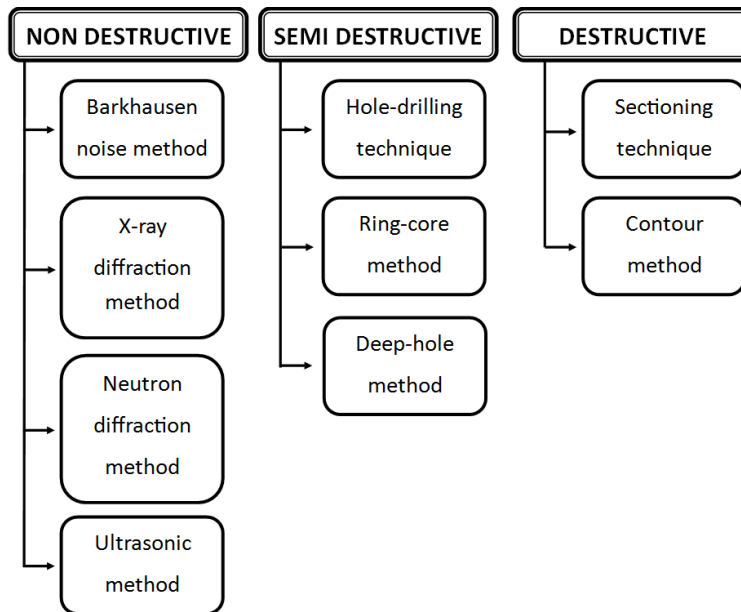 NON DESTRUCTIVE
Barkhausen
noise method
X-ray
diffraction
method
Neutron
diffraction
method
Ultrasonic
method
SEMI DESTRUCTIVE
Hole-drilling
technique
Ring-core
method
Deep-hole
method
DESTRUCTIVE
Sectioning
technique
Contour
method